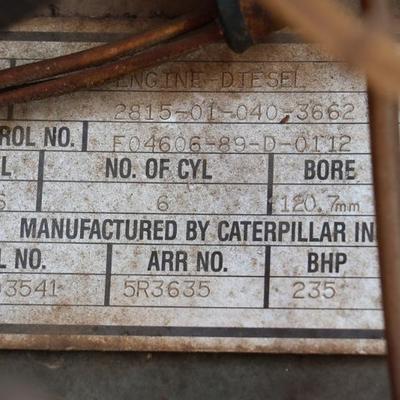 ENGINE-DIESEL
2815-01-040-3662
ROL NO. F04606-89-D-0112
L NO. OF CYL BORE
6 120.7mm
MANUFACTURED BY CATERPILLAR IN
L NO. ARR NO. BHP
3541 5R3635 235